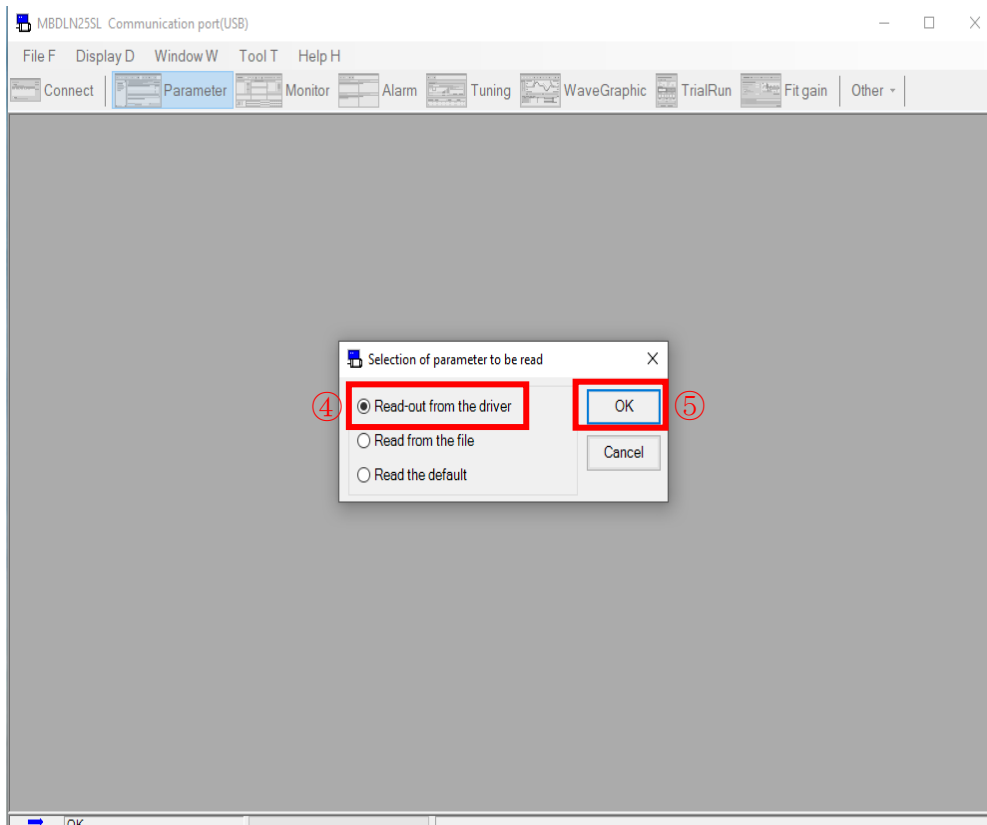 MBDLN25SL Communication port(USB)
File F Display D Window W Tool T Help H
Connect Parameter Monitor Alarm Tuning WaveGraphic TrialRun Fit gain Other
Selection of parameter to be read
④ Read-out from the driver OK ⑤
Read from the file
Cancel
Read the default
OK